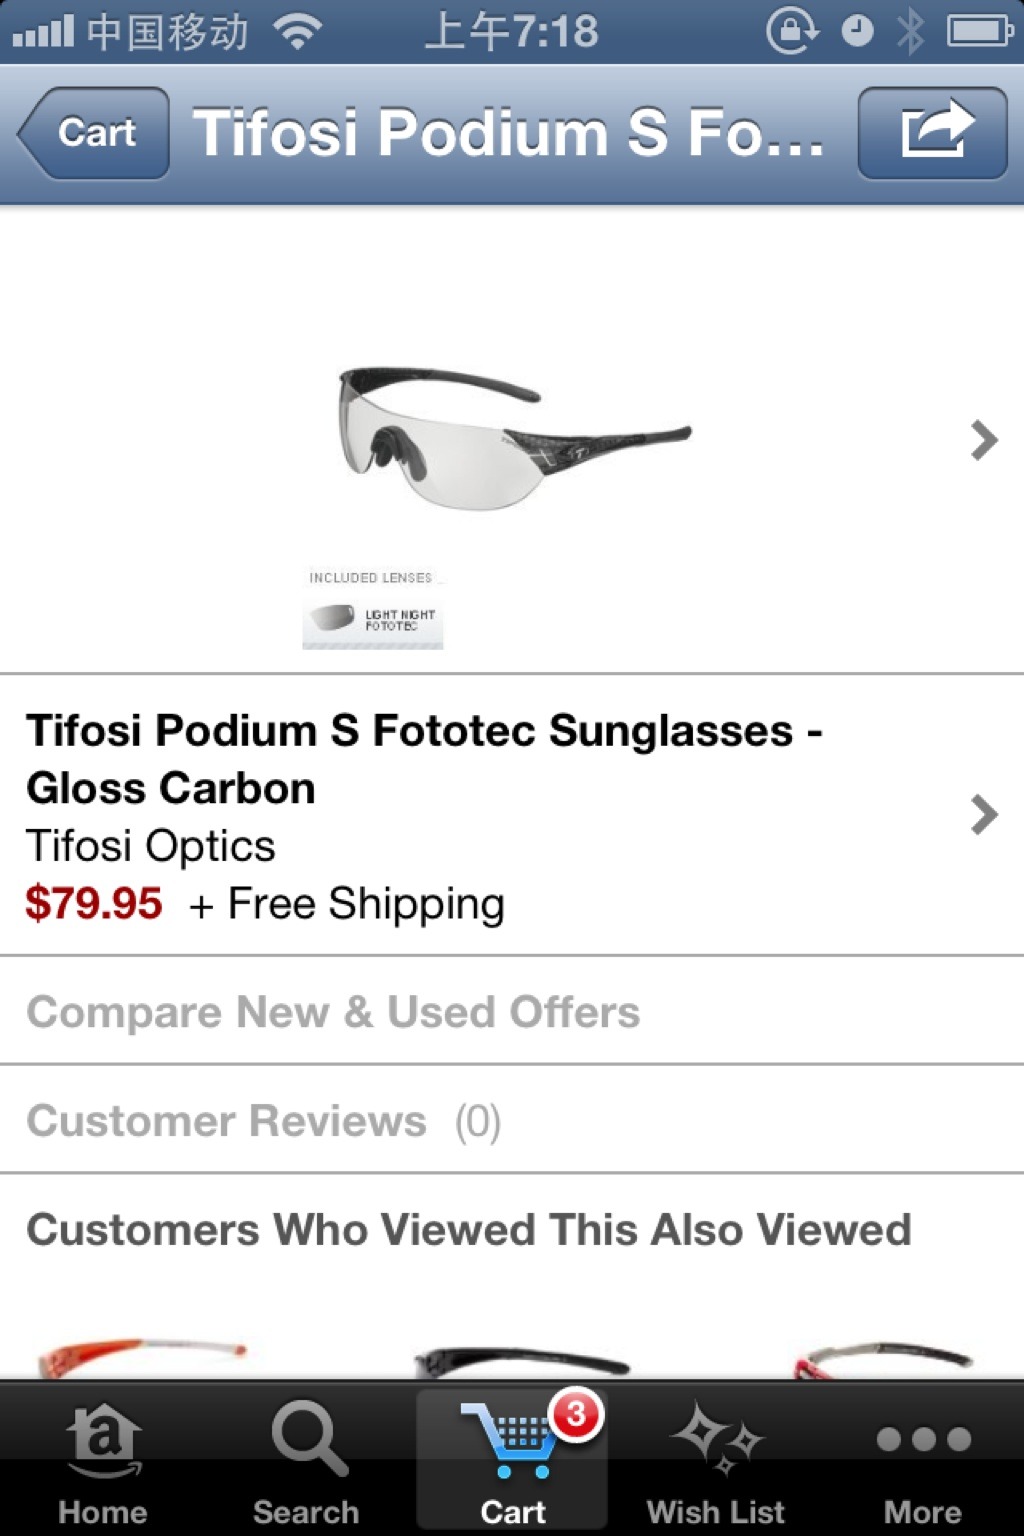 中国移动 上午7:18
Cart Tifosi Podium S Fo...
INCLUDED LENSES
LIGHT NIGHT
FOTOTEC
Tifosi Podium S Fototec Sunglasses -
Gloss Carbon
Tifosi Optics
$79.95 + Free Shipping
Compare New & Used Offers
Customer Reviews (0)
Customers Who Viewed This Also Viewed
3
Home Search Cart Wish List More